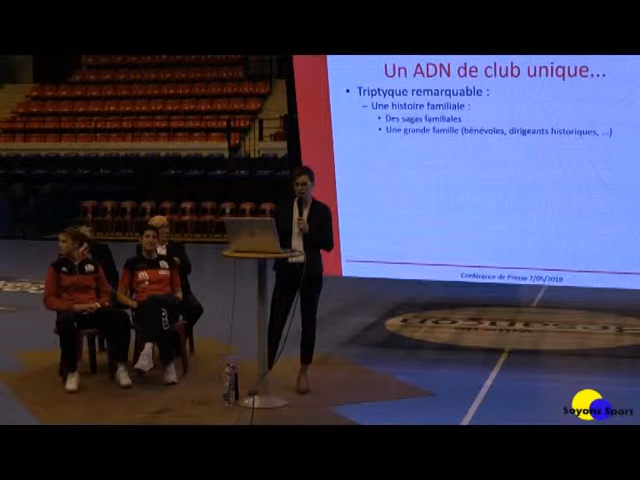 Un ADN de club unique...
• Triptyque remarquable :
– Une histoire familiale :
• Des sagas familiales
• Une grande famille (bénévoles, dirigeants historiques, ...)
Conférence de Presse 7/05/2019
Soyons Sport